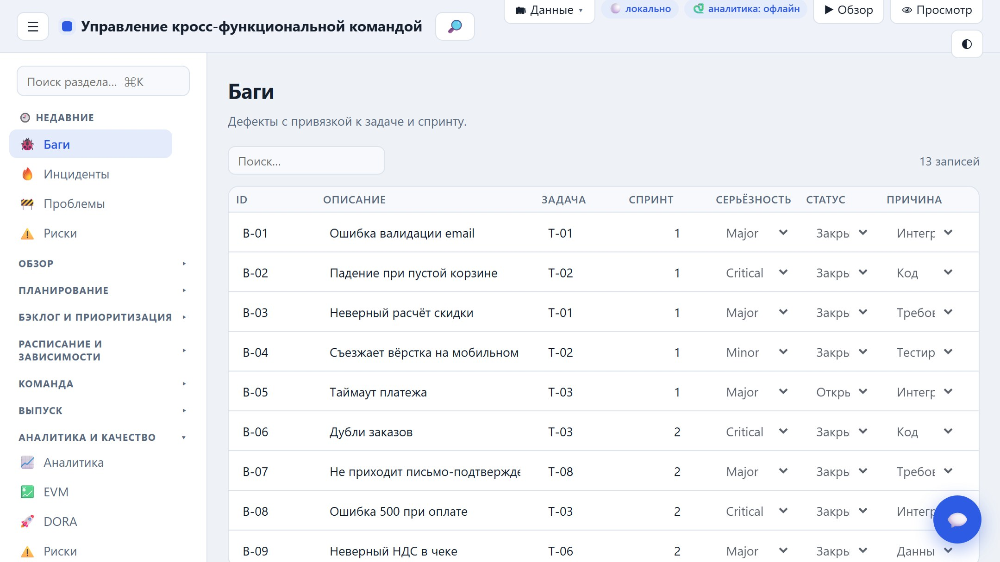 Управление кросс-функциональной командой
Данные
локально
аналитика: офлайн
Обзор
Просмотр
Поиск раздела... ⌘K
НЕДАВНИЕ
Баги
Инциденты
Проблемы
Риски
ОБЗОР
ПЛАНИРОВАНИЕ
БЭКЛОГ И ПРИОРИТИЗАЦИЯ
РАСПИСАНИЕ И
ЗАВИСИМОСТИ
КОМАНДА
ВЫПУСК
АНАЛИТИКА И КАЧЕСТВО
Аналитика
EVM
DORA
Риски
Баги
Дефекты с привязкой к задаче и спринту.
Поиск...
13 записей
ID ОПИСАНИЕ ЗАДАЧА СПРИНТ СЕРЬЁЗНОСТЬ СТАТУС ПРИЧИНА
B-01 Ошибка валидации email T-01 1 Major Закры Интегр
B-02 Падение при пустой корзине T-02 1 Critical Закры Код
B-03 Неверный расчёт скидки T-01 1 Major Закры Требов
B-04 Съезжает вёрстка на мобильном T-02 1 Minor Закры Тестир
B-05 Таймаут платежа T-03 1 Major Откры Интегр
B-06 Дубли заказов T-03 2 Critical Закры Код
B-07 Не приходит письмо-подтвержде T-08 2 Major Закры Требов
B-08 Ошибка 500 при оплате T-03 2 Critical Закры Интегр
B-09 Неверный НДС в чеке T-06 2 Major Закры Данны